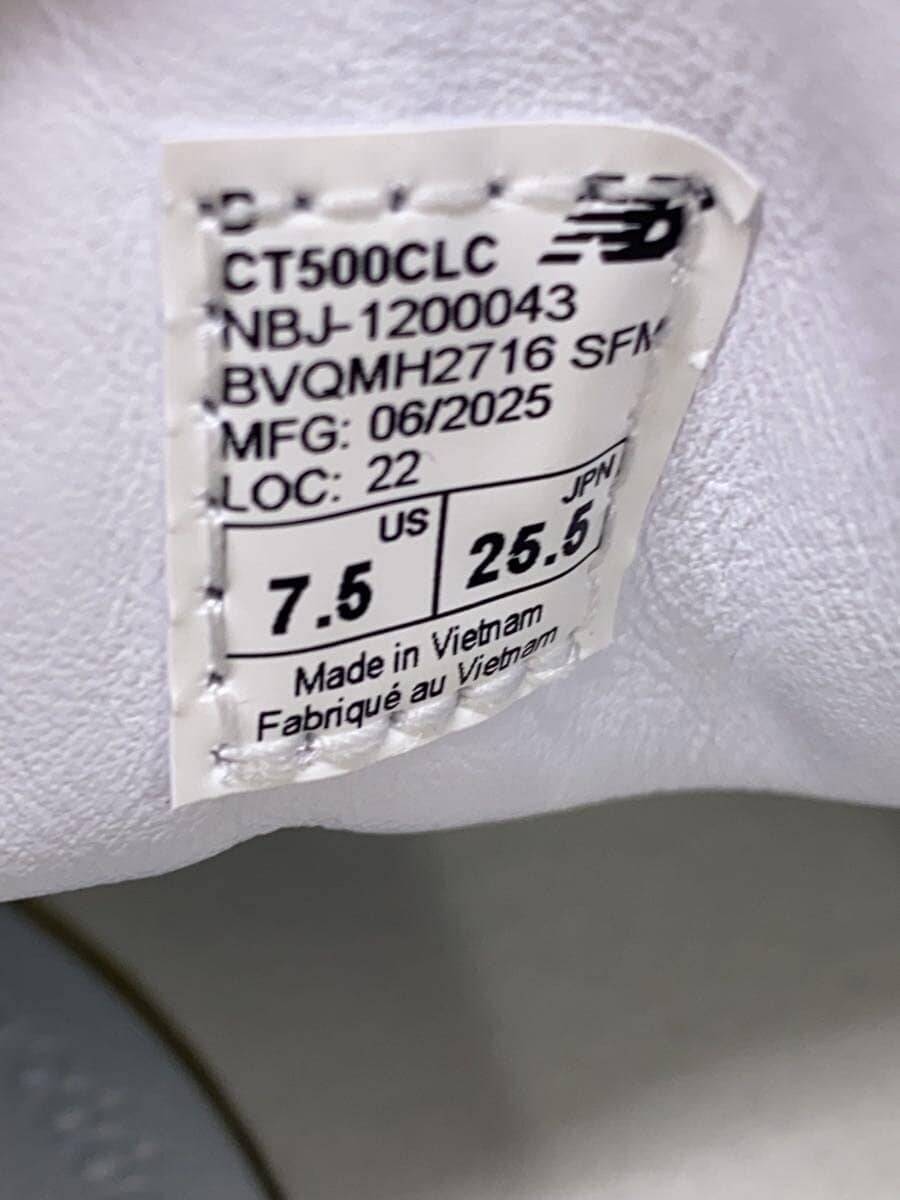 D
CT500CLC
NBJ-1200043
BVQMH2716 SFM
MFG: 06/2025
LOC: 22
US JPN
7.5 25.5
Made in Vietnam
Fabriqué au Vietnam